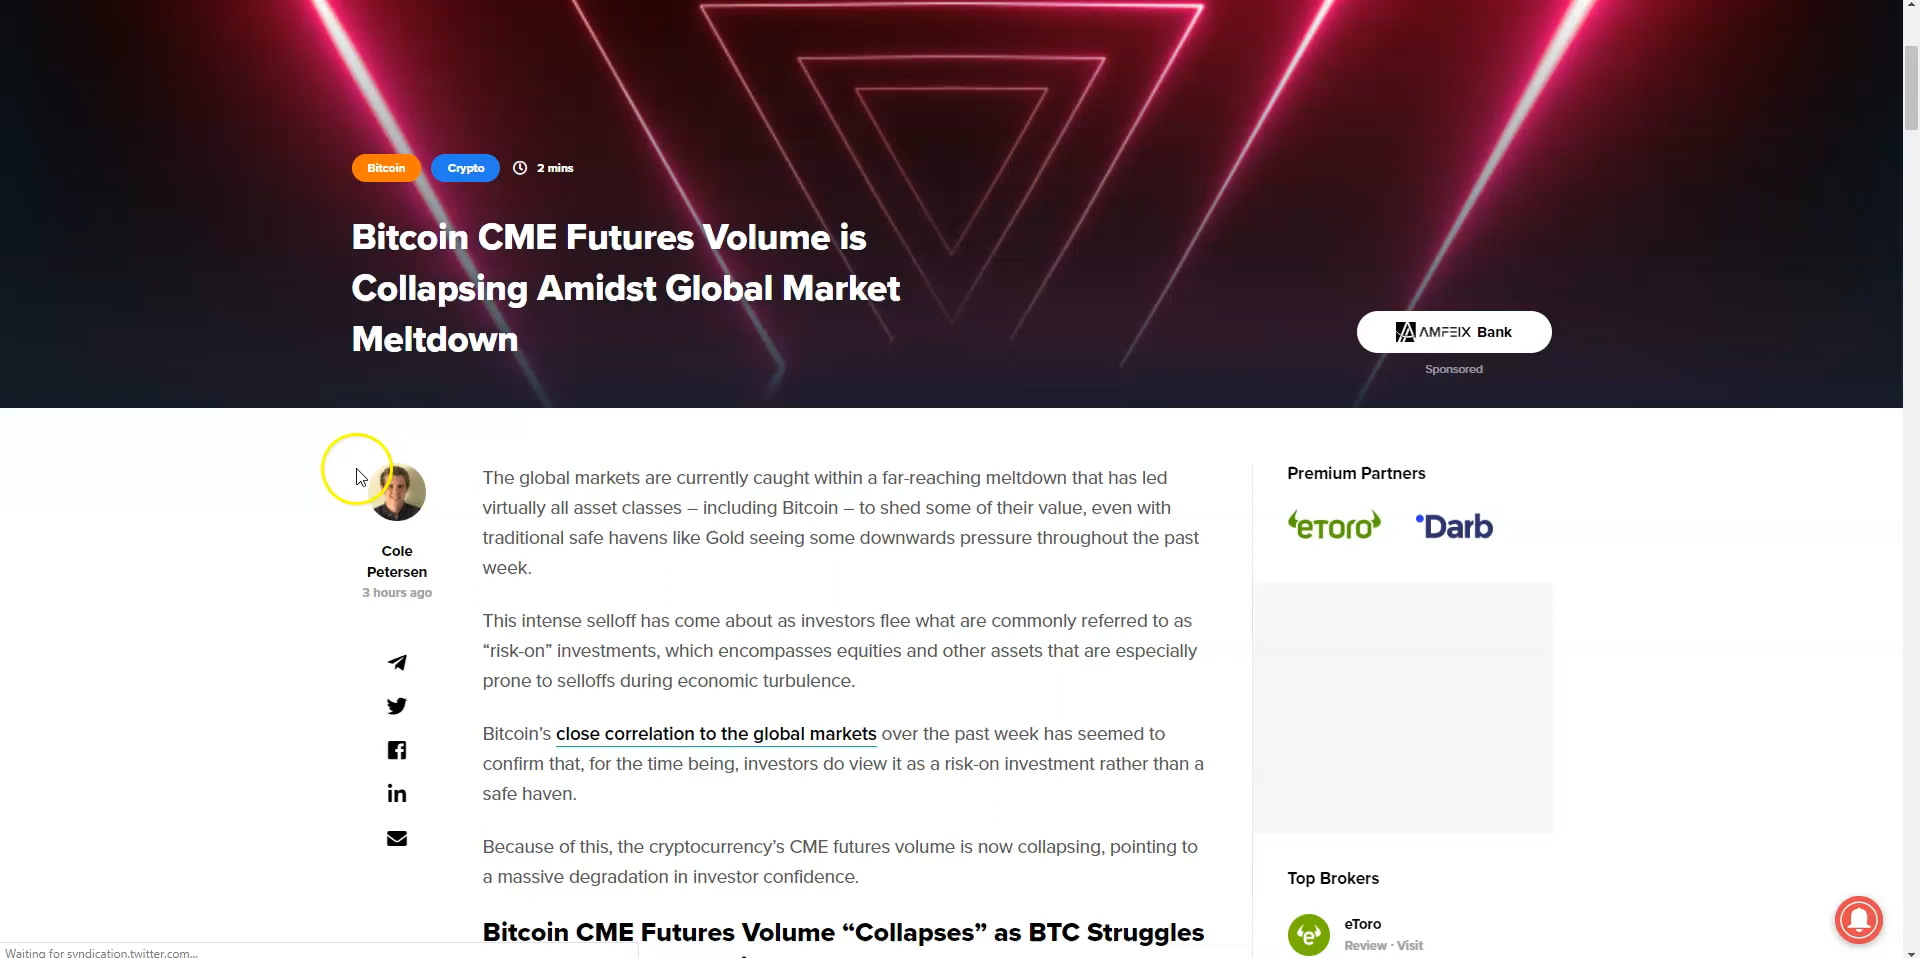 Bitcoin
Crypto
2 mins
Bitcoin CME Futures Volume is
Collapsing Amidst Global Market
Meltdown
AMFEIX Bank
Sponsored
Cole
Petersen
3 hours ago
The global markets are currently caught within a far-reaching meltdown that has led
virtually all asset classes – including Bitcoin – to shed some of their value, even with
traditional safe havens like Gold seeing some downwards pressure throughout the past
week.
This intense selloff has come about as investors flee what are commonly referred to as
“risk-on” investments, which encompasses equities and other assets that are especially
prone to selloffs during economic turbulence.
Bitcoin’s close correlation to the global markets over the past week has seemed to
confirm that, for the time being, investors do view it as a risk-on investment rather than a
safe haven.
Because of this, the cryptocurrency’s CME futures volume is now collapsing, pointing to
a massive degradation in investor confidence.
Bitcoin CME Futures Volume “Collapses” as BTC Struggles
Premium Partners
eToro
Darb
Top Brokers
eToro
Review · Visit
Waiting for syndication.twitter.com...